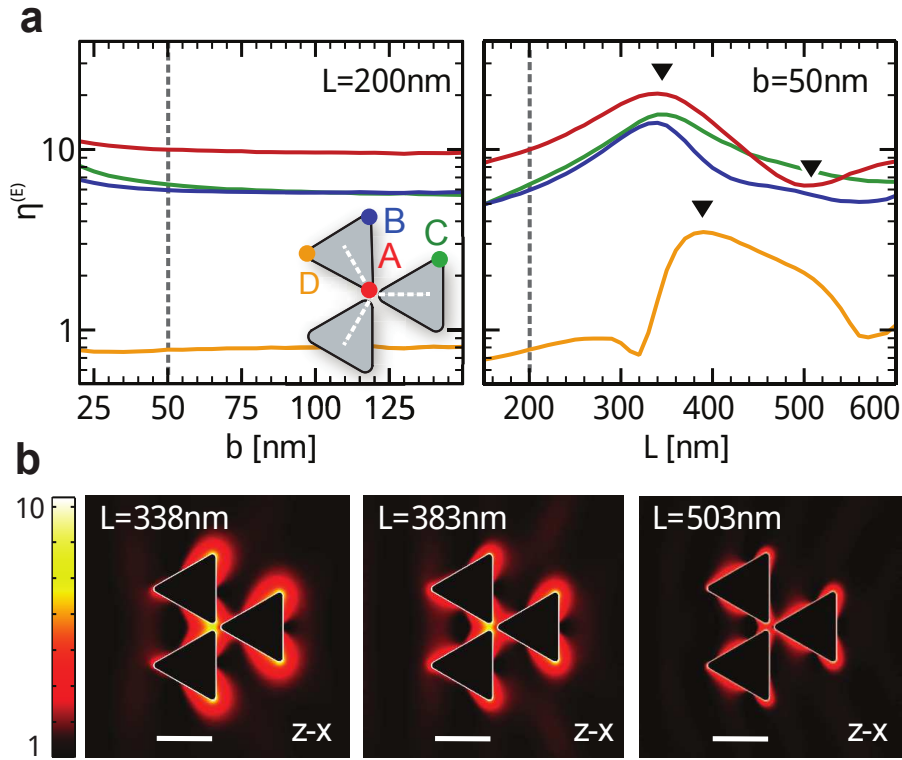 a
L=200nm
b=50nm
10
1
η(E)
B
C
A
D
25 50 75 100 125
200 300 400 500 600
b [nm]
L [nm]
b
10
1
L=338nm
z-x
L=383nm
z-x
L=503nm
z-x